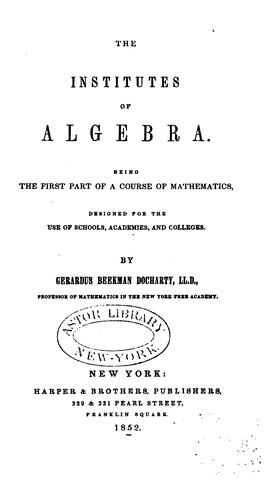 THE
INSTITUTES
OF
ALGEBRA.
BEING
THE FIRST PART OF A COURSE OF MATHEMATICS,
DESIGNED FOR THE
USE OF SCHOOLS, ACADEMIES, AND COLLEGES.
BY
GERARDUS BEEKMAN DOCHARTY, LL.D.,
PROFESSOR OF MATHEMATICS IN THE NEW YORK FREE ACADEMY.
ASTOR LIBRARY
NEW-YORK.
NEW YORK:
HARPER & BROTHERS, PUBLISHERS,
329 & 331 PEARL STREET,
FRANKLIN SQUARE.
1852.